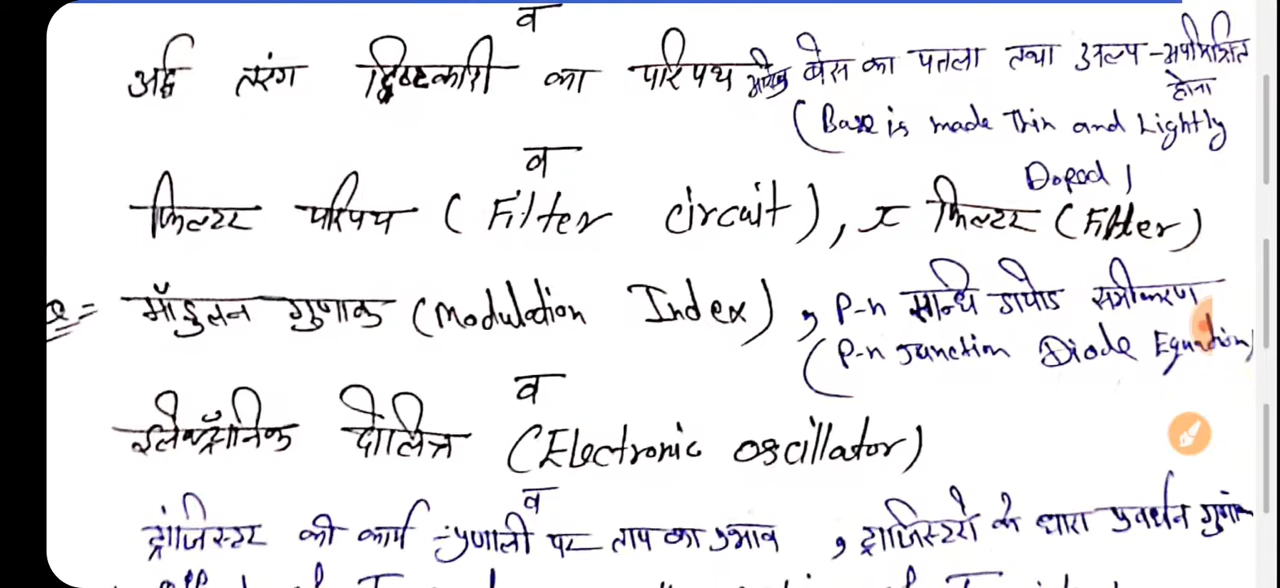 व
अर्द्ध तरंग दिष्टकारी का परिपथ बेस का पतला तथा अल्प-अपमिश्रित
होना
(Base is made Thin and Lightly
Doped)
व
फिल्टर परिपथ (Filter circuit), π फिल्टर (Filter)
मॉडुलन गुणांक (Modulation Index), P-n सन्धि डायोड समीकरण
(P-n Junction Diode Equation)
व
इलेक्ट्रॉनिक दोलित्र (Electronic oscillator)
व
ट्रांजिस्टर की कार्य-प्रणाली पर ताप का प्रभाव, ट्रांजिस्टरों के धारा प्रवर्धन